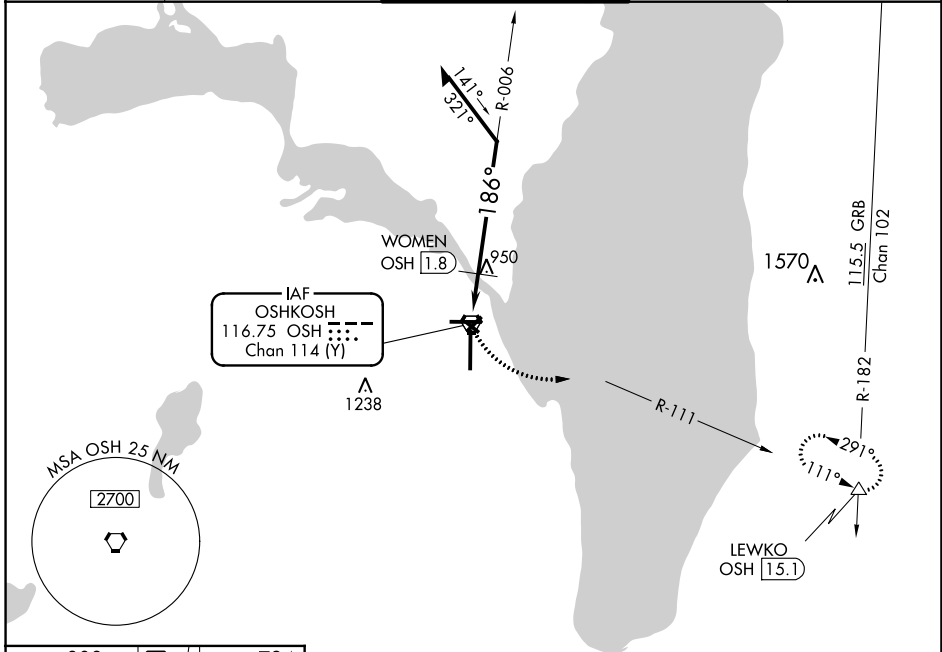 141°
321°
R-006
186°
WOMEN
OSH 1.8
950
1570
115.5 GRB
Chan 102
IAF
OSHKOSH
116.75 OSH
Chan 114 (Y)
1238
R-182
R-111
291°
111°
MSA OSH 25 NM
2700
LEWKO
OSH 15.1